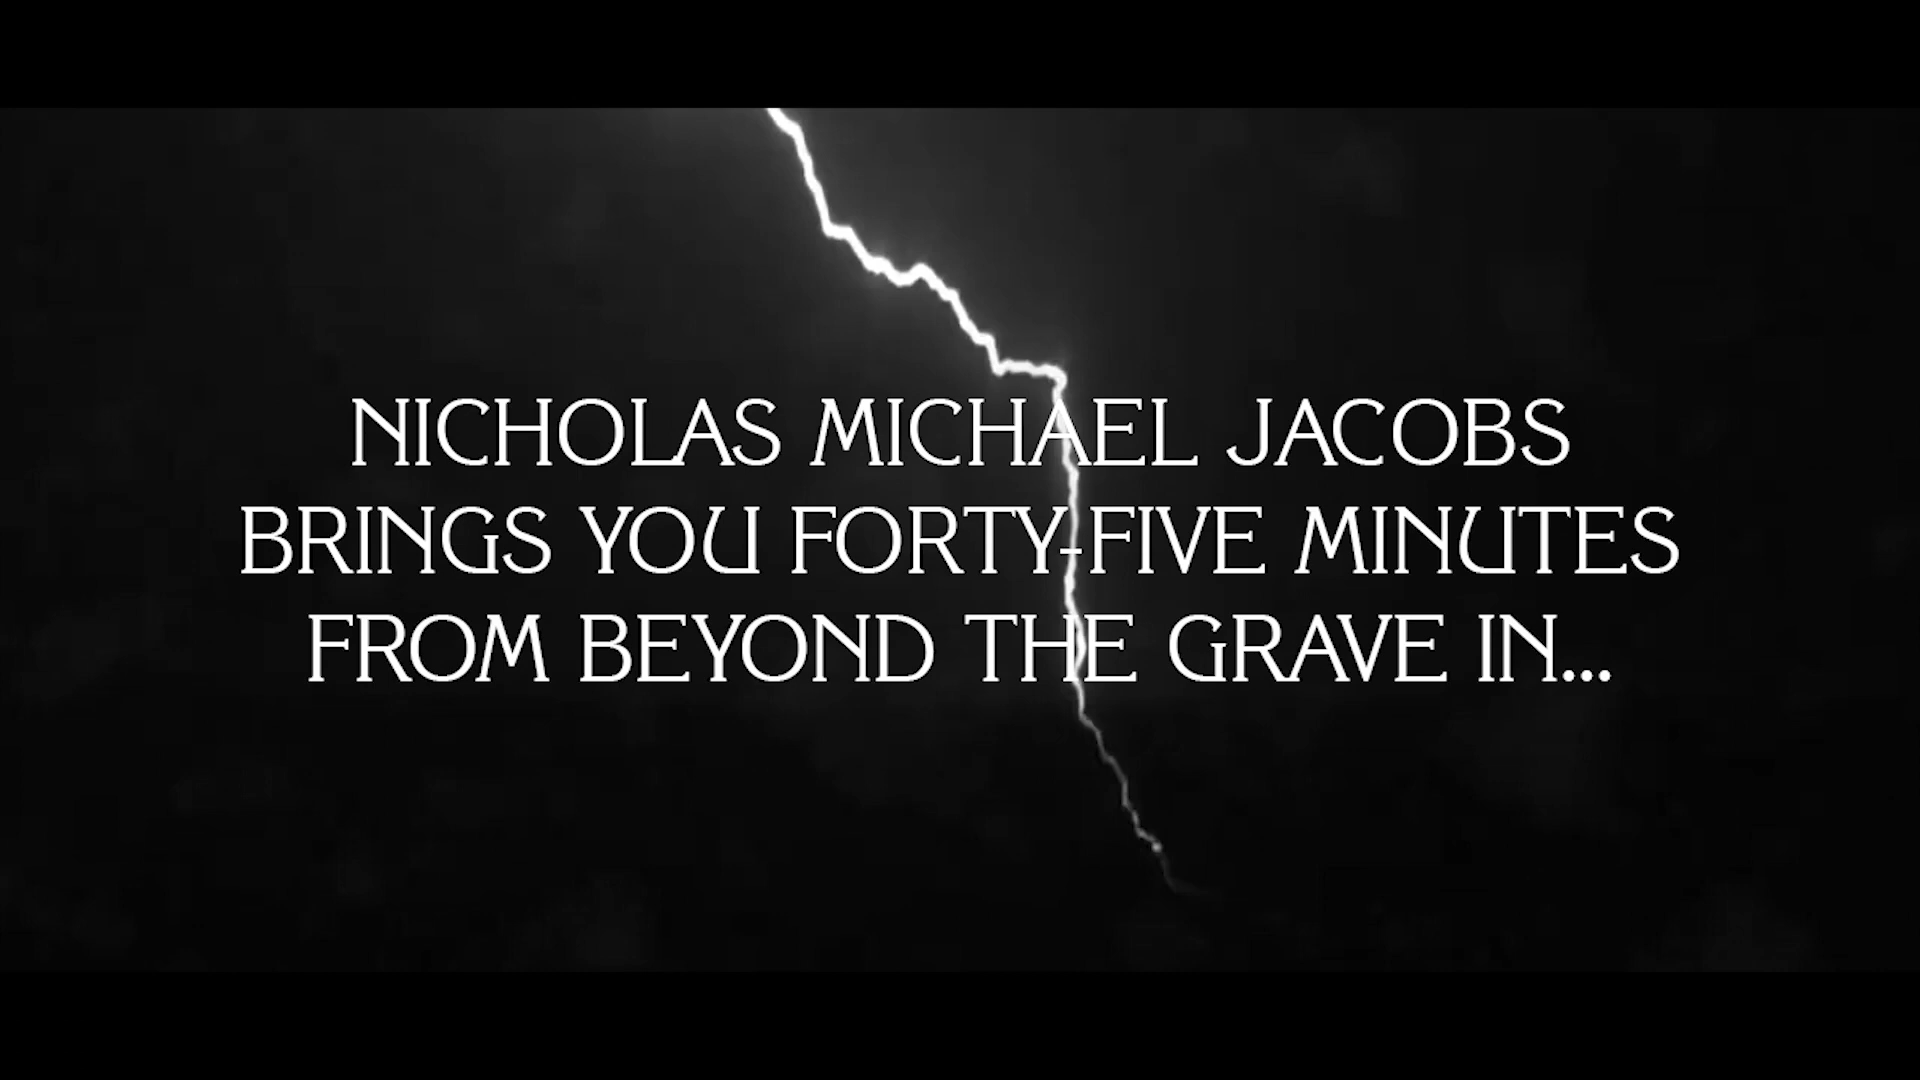 NICHOLAS MICHAEL JACOBS
BRINGS YOU FORTY-FIVE MINUTES
FROM BEYOND THE GRAVE IN...